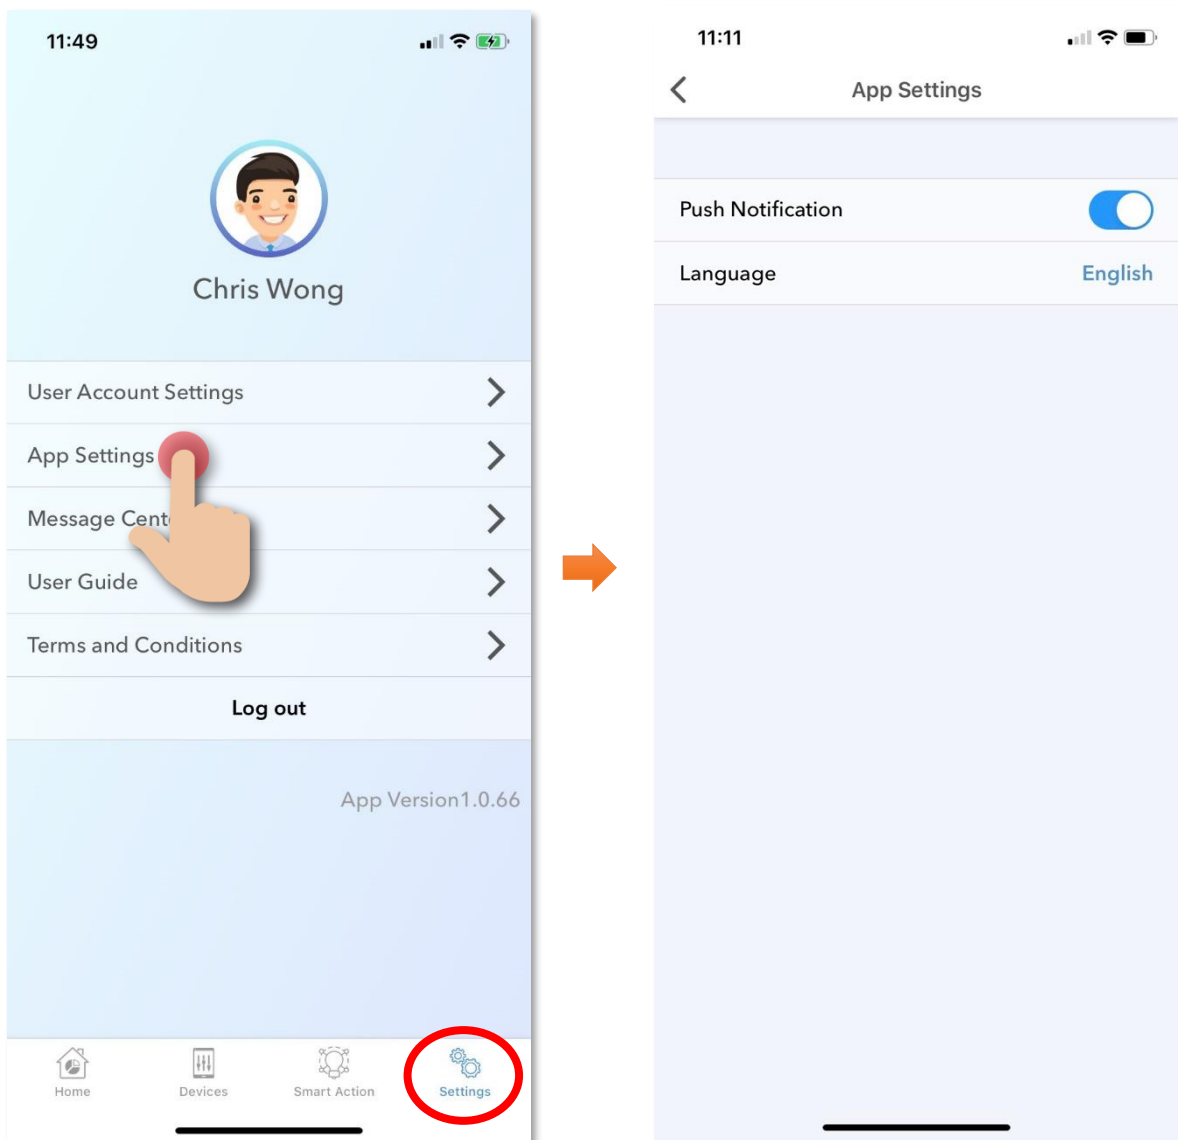 11:49
Chris Wong
User Account Settings
App Settings
Message Cent
User Guide
Terms and Conditions
Log out
App Version1.0.66
Home
Devices
Smart Action
Settings
11:11
App Settings
Push Notification
Language
English